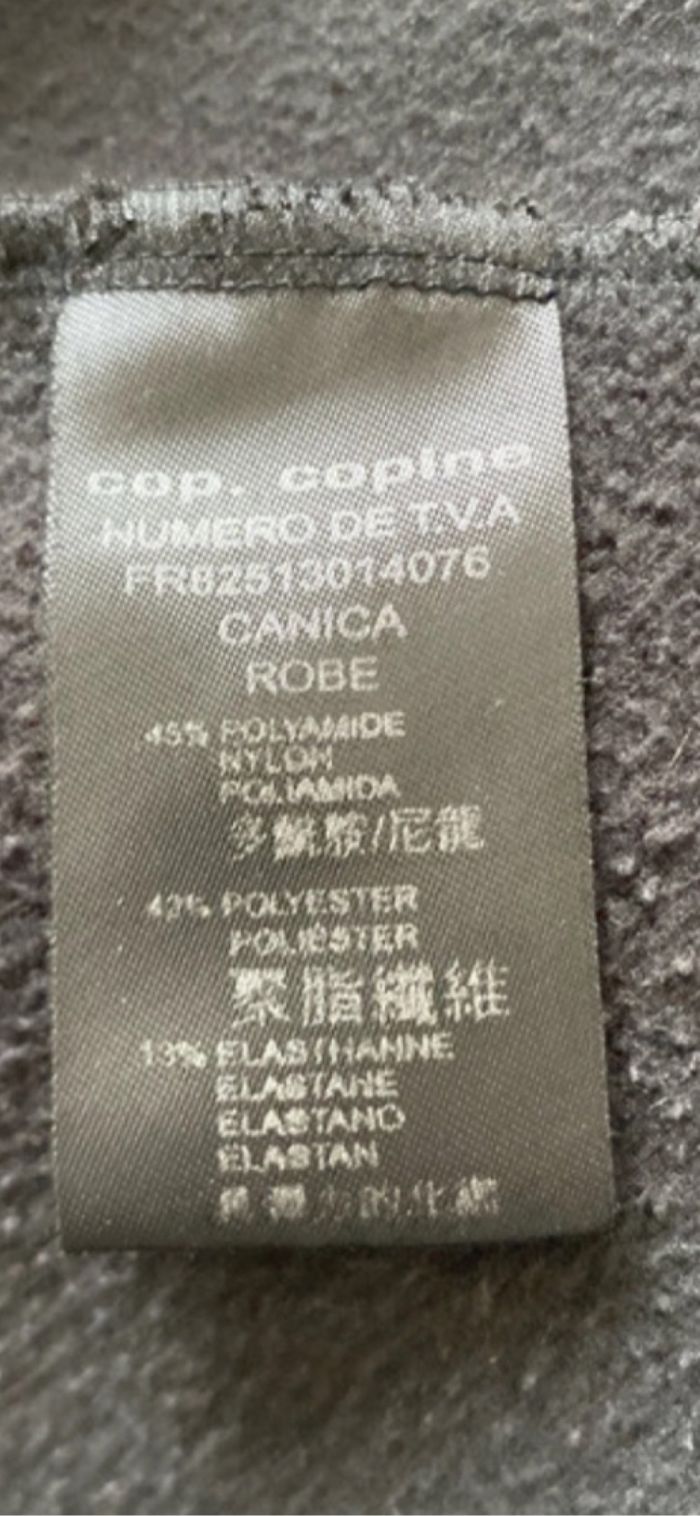 cop. copine
NUMERO DE T.V.A
FR82513014076
CANICA
ROBE
45% POLYAMIDE
NYLON
POLIAMIDA
多醯胺/尼龍
42% POLYESTER
POLIESTER
聚脂纖維
13% ELASTHANNE
ELASTANE
ELASTANO
ELASTAN